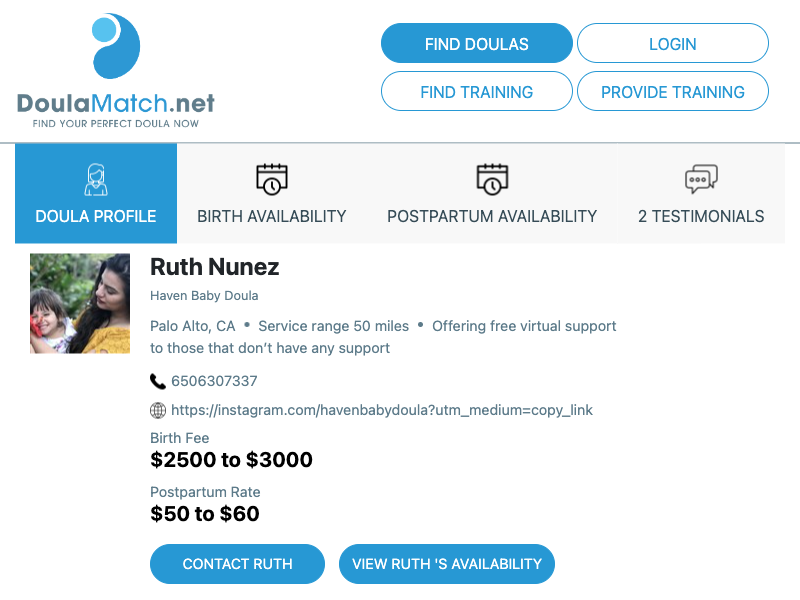 DoulaMatch.net
FIND YOUR PERFECT DOULA NOW
FIND DOULAS
LOGIN
FIND TRAINING
PROVIDE TRAINING
DOULA PROFILE
BIRTH AVAILABILITY
POSTPARTUM AVAILABILITY
2 TESTIMONIALS
Ruth Nunez
Haven Baby Doula
Palo Alto, CA • Service range 50 miles • Offering free virtual support
to those that don’t have any support
6506307337
https://instagram.com/havenbabydoula?utm_medium=copy_link
Birth Fee
$2500 to $3000
Postpartum Rate
$50 to $60
CONTACT RUTH
VIEW RUTH 'S AVAILABILITY